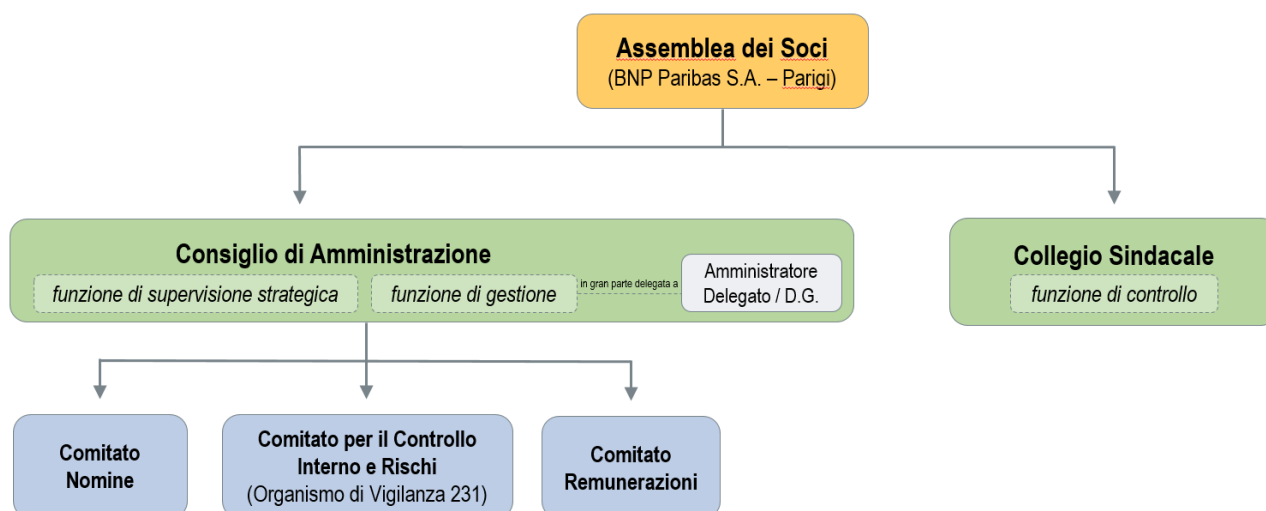 Assemblea dei Soci
(BNP Paribas S.A. – Parigi)
Consiglio di Amministrazione
funzione di supervisione strategica
funzione di gestione
in gran parte delegata a
Amministratore
Delegato / D.G.
Collegio Sindacale
funzione di controllo
Comitato
Nomine
Comitato per il Controllo
Interno e Rischi
(Organismo di Vigilanza 231)
Comitato
Remunerazioni